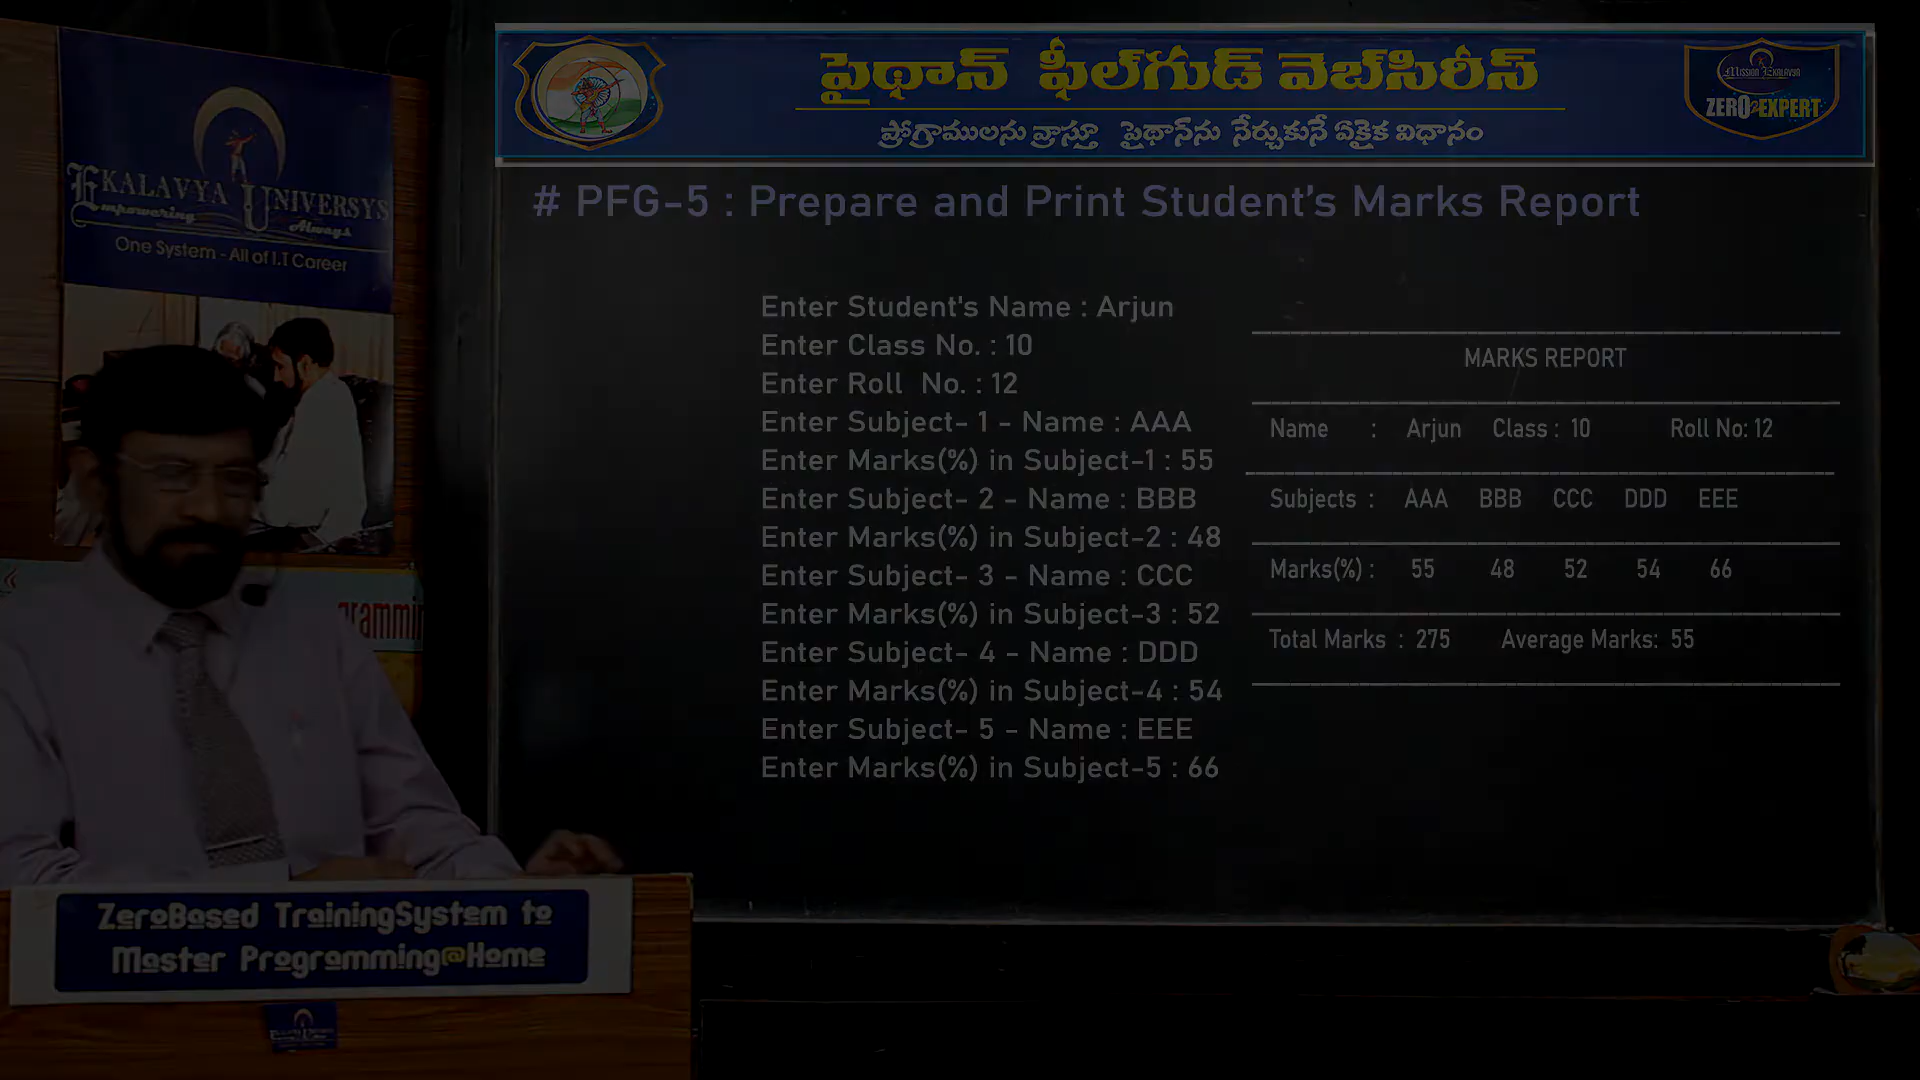 పైథాన్ ఫీల్‌గుడ్ వెబ్‌సిరీస్
ప్రోగ్రాములను వ్రాస్తూ పైథాన్‌ను నేర్చుకునే ఏకైక విధానం
MISSION EKALAVYA
ZERO2EXPERT
EKALAVYA UNIVERSYS
Empowering Always
One System - All of I.T Career
# PFG-5 : Prepare and Print Student's Marks Report
Enter Student's Name : Arjun
Enter Class No. : 10
Enter Roll No. : 12
Enter Subject- 1 - Name : AAA
Enter Marks(%) in Subject-1 : 55
Enter Subject- 2 - Name : BBB
Enter Marks(%) in Subject-2 : 48
Enter Subject- 3 - Name : CCC
Enter Marks(%) in Subject-3 : 52
Enter Subject- 4 - Name : DDD
Enter Marks(%) in Subject-4 : 54
Enter Subject- 5 - Name : EEE
Enter Marks(%) in Subject-5 : 66
MARKS REPORT
Name : Arjun Class : 10 Roll No: 12
Subjects : AAA BBB CCC DDD EEE
Marks(%) : 55 48 52 54 66
Total Marks : 275 Average Marks: 55
grammin
ZeroBased TrainingSystem to
Master Programming@Home